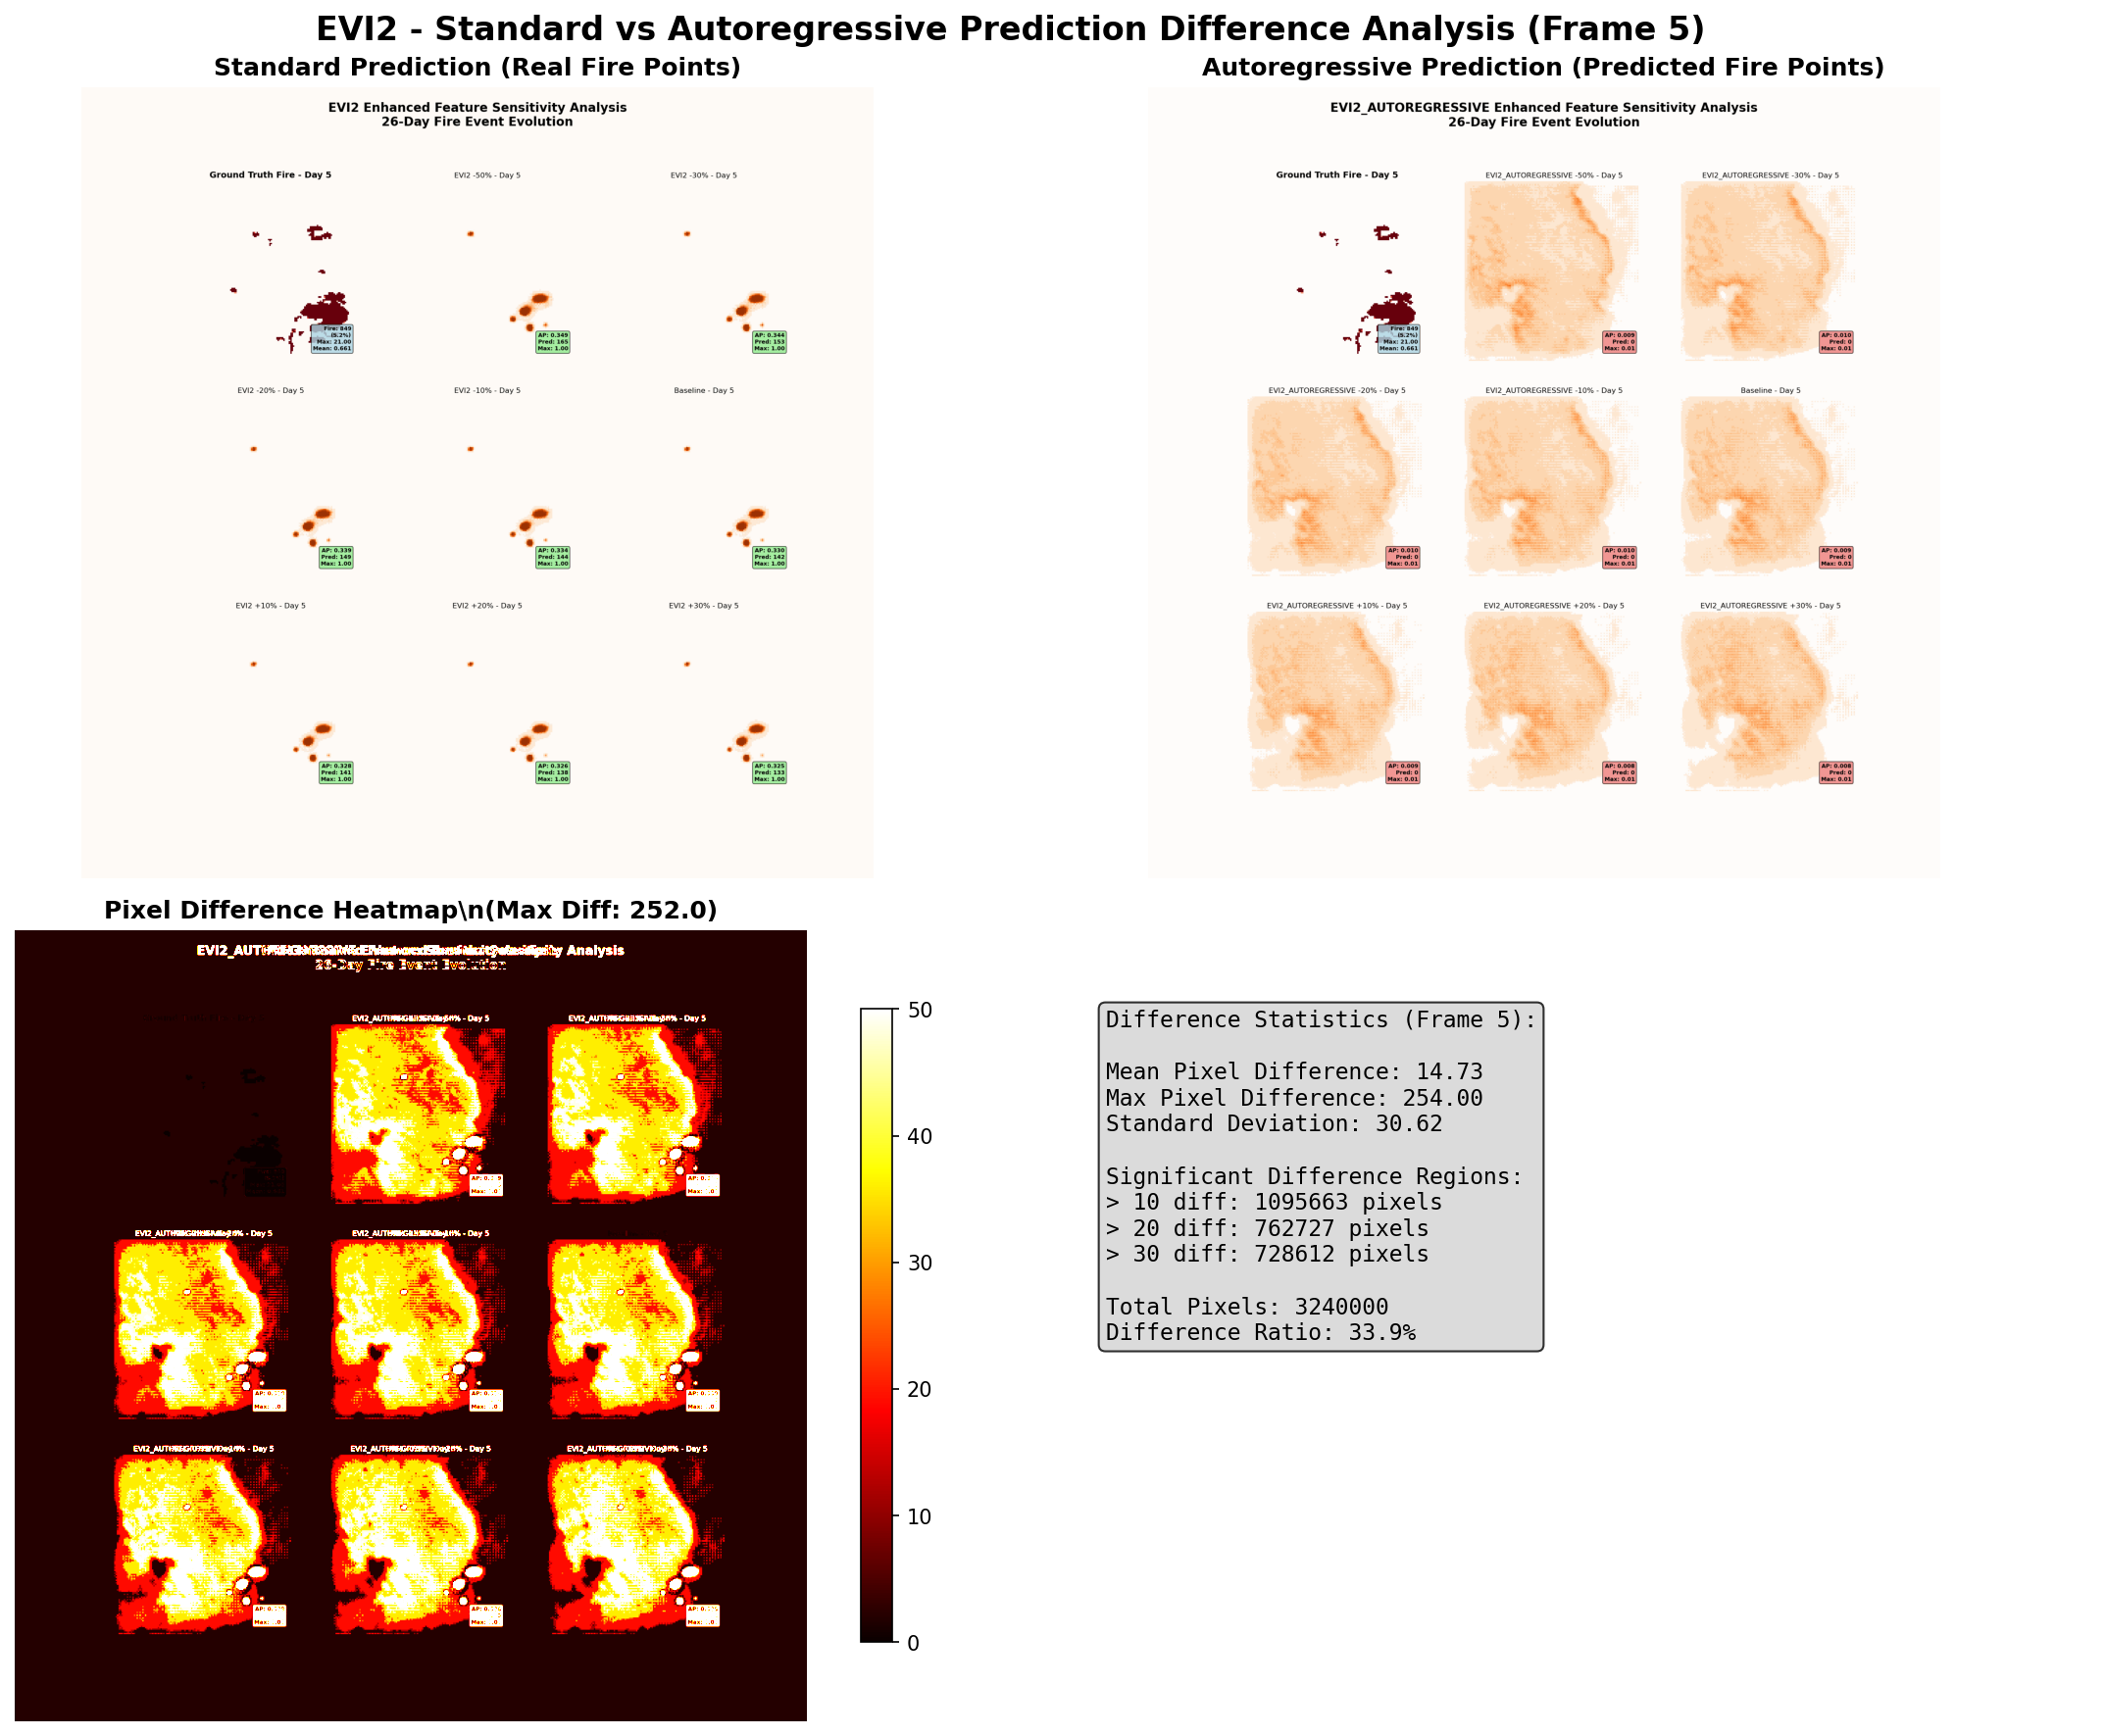 EVI2 - Standard vs Autoregressive Prediction Difference Analysis (Frame 5)
Standard Prediction (Real Fire Points)
EVI2 Enhanced Feature Sensitivity Analysis
26-Day Fire Event Evolution
Ground Truth Fire - Day 5
EVI2 -50% - Day 5
EVI2 -30% - Day 5
Fire: 849
(5.2%)
Max: 21.00
Mean: 0.661
AP: 0.349
Pred: 165
Max: 1.00
AP: 0.344
Pred: 153
Max: 1.00
EVI2 -20% - Day 5
EVI2 -10% - Day 5
Baseline - Day 5
AP: 0.339
Pred: 149
Max: 1.00
AP: 0.334
Pred: 144
Max: 1.00
AP: 0.330
Pred: 142
Max: 1.00
EVI2 +10% - Day 5
EVI2 +20% - Day 5
EVI2 +30% - Day 5
AP: 0.328
Pred: 141
Max: 1.00
AP: 0.326
Pred: 138
Max: 1.00
AP: 0.325
Pred: 133
Max: 1.00
Autoregressive Prediction (Predicted Fire Points)
EVI2_AUTOREGRESSIVE Enhanced Feature Sensitivity Analysis
26-Day Fire Event Evolution
Ground Truth Fire - Day 5
EVI2_AUTOREGRESSIVE -50% - Day 5
EVI2_AUTOREGRESSIVE -30% - Day 5
Fire: 849
(5.2%)
Max: 21.00
Mean: 0.661
AP: 0.009
Pred: 0
Max: 0.01
AP: 0.010
Pred: 0
Max: 0.01
EVI2_AUTOREGRESSIVE -20% - Day 5
EVI2_AUTOREGRESSIVE -10% - Day 5
Baseline - Day 5
AP: 0.010
Pred: 0
Max: 0.01
AP: 0.010
Pred: 0
Max: 0.01
AP: 0.009
Pred: 0
Max: 0.01
EVI2_AUTOREGRESSIVE +10% - Day 5
EVI2_AUTOREGRESSIVE +20% - Day 5
EVI2_AUTOREGRESSIVE +30% - Day 5
AP: 0.009
Pred: 0
Max: 0.01
AP: 0.008
Pred: 0
Max: 0.01
AP: 0.008
Pred: 0
Max: 0.01
Pixel Difference Heatmap\n(Max Diff: 252.0)
26-Day Fire Event Evolution
50
40
30
20
10
0
Difference Statistics (Frame 5):
Mean Pixel Difference: 14.73
Max Pixel Difference: 254.00
Standard Deviation: 30.62
Significant Difference Regions:
> 10 diff: 1095663 pixels
> 20 diff: 762727 pixels
> 30 diff: 728612 pixels
Total Pixels: 3240000
Difference Ratio: 33.9%